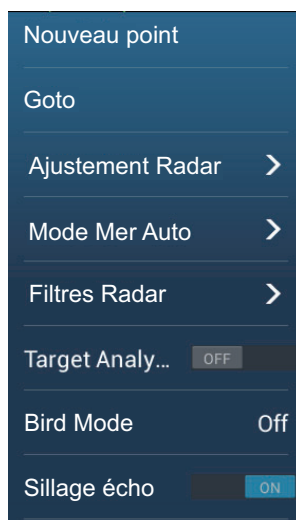 Nouveau point
Goto
Ajustement Radar >
Mode Mer Auto >
Filtres Radar >
Target Analy... OFF
Bird Mode Off
Sillage écho ON